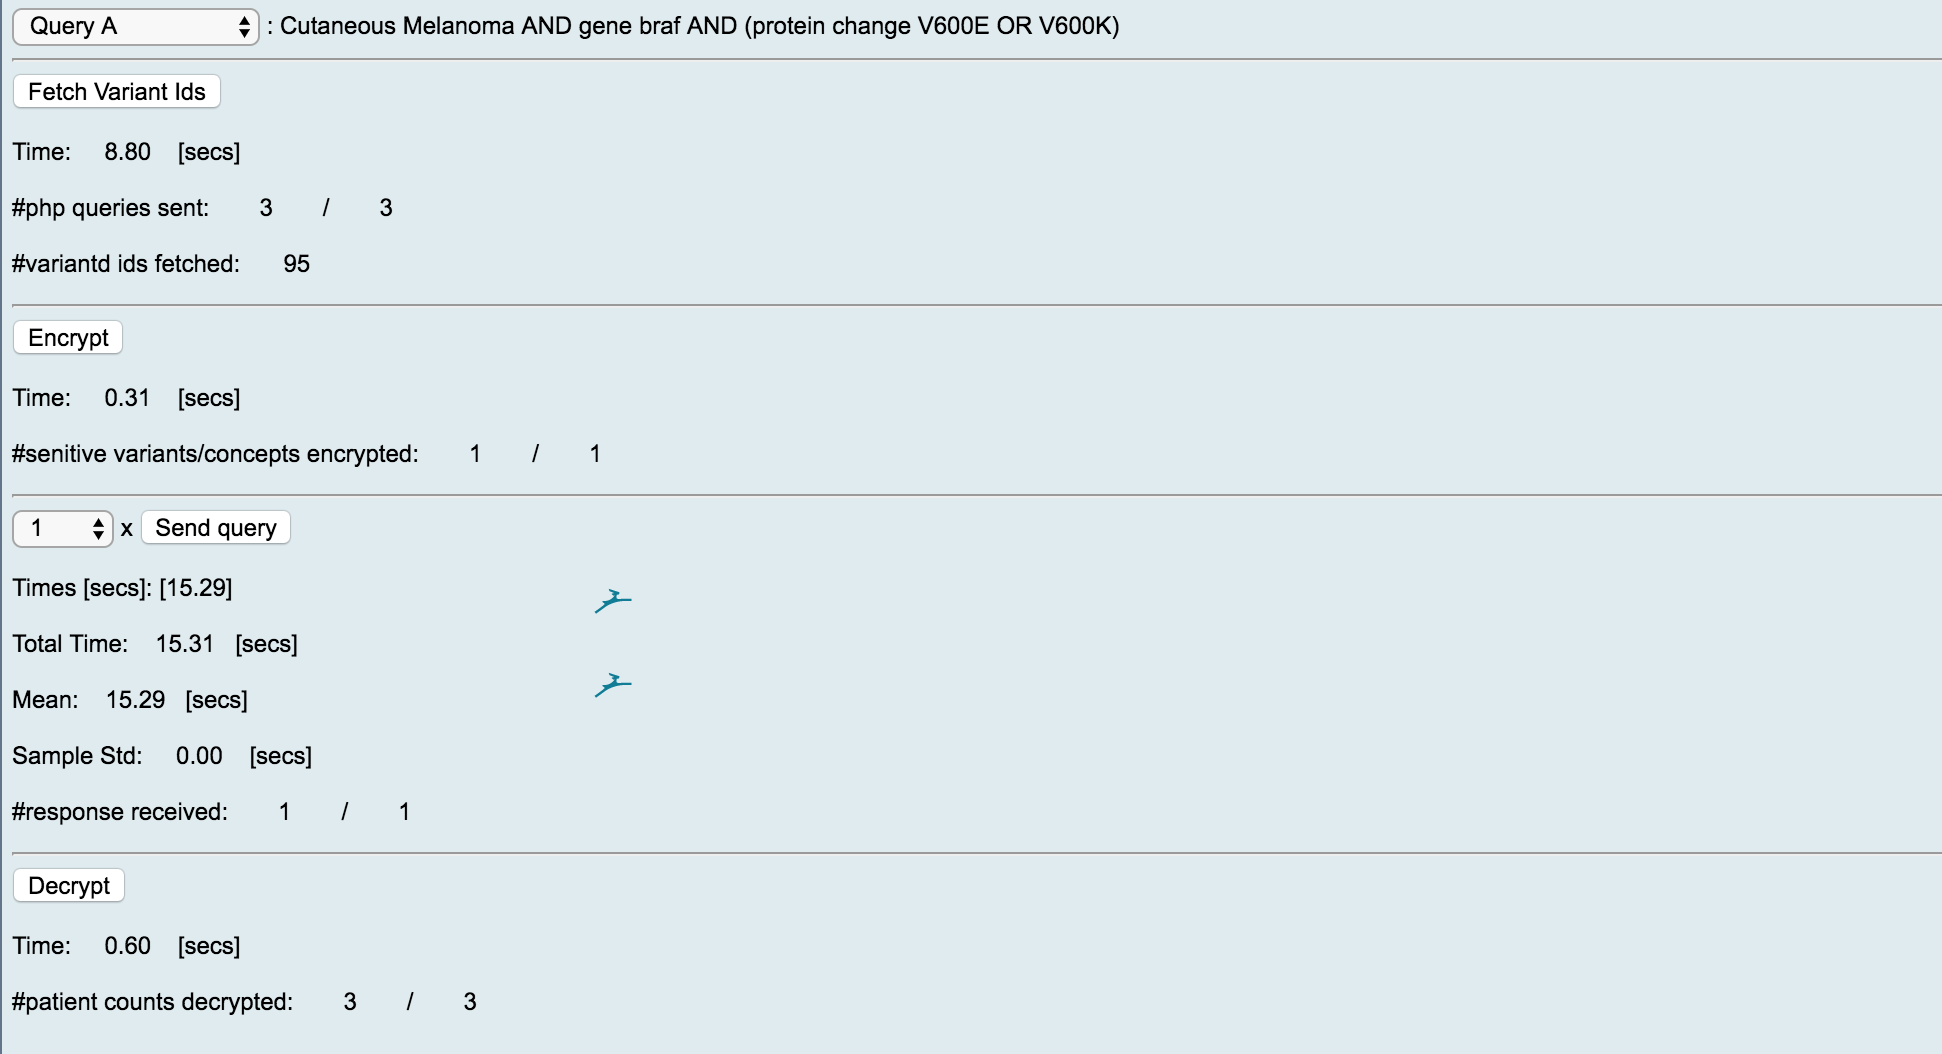 Query A : Cutaneous Melanoma AND gene braf AND (protein change V600E OR V600K)
Fetch Variant Ids
Time: 8.80 [secs]
#php queries sent: 3 / 3
#variantd ids fetched: 95
Encrypt
Time: 0.31 [secs]
#senitive variants/concepts encrypted: 1 / 1
1 x Send query
Times [secs]: [15.29]
Total Time: 15.31 [secs]
Mean: 15.29 [secs]
Sample Std: 0.00 [secs]
#response received: 1 / 1
Decrypt
Time: 0.60 [secs]
#patient counts decrypted: 3 / 3